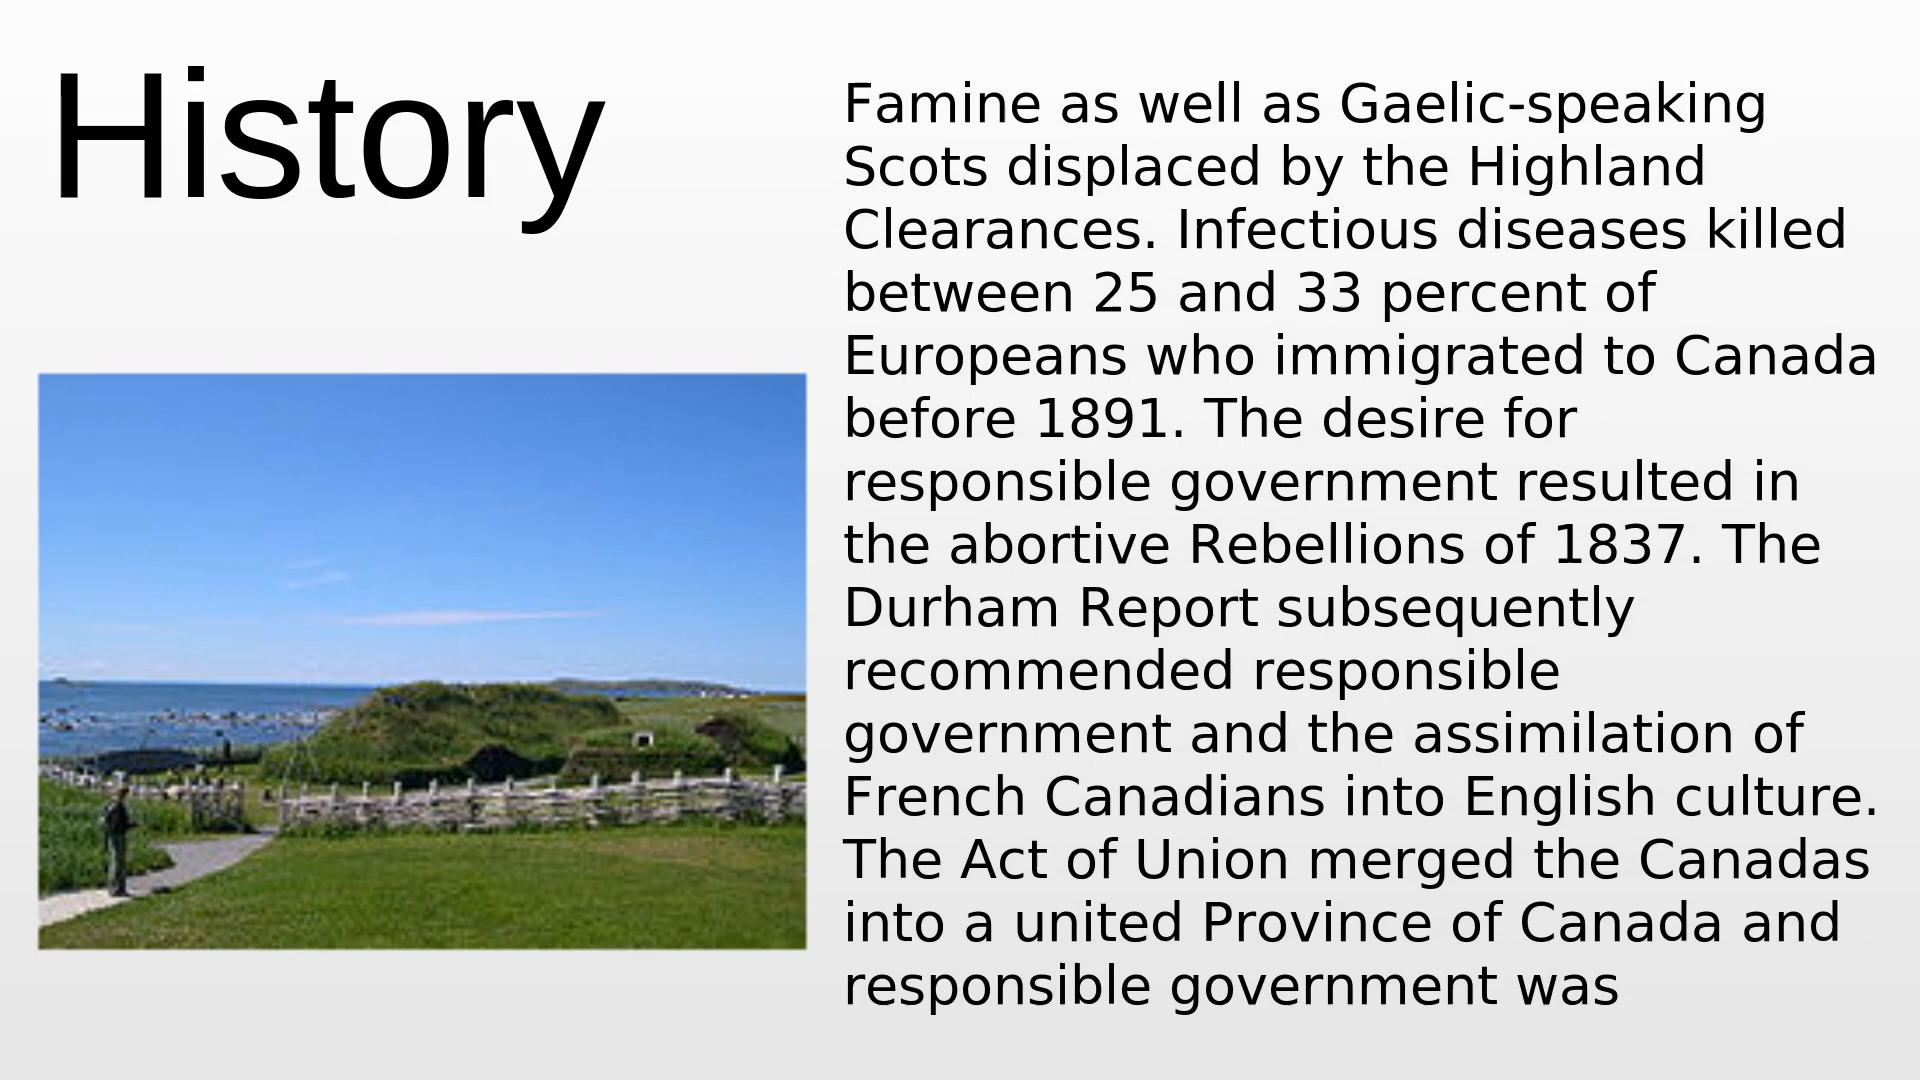 History
Famine as well as Gaelic-speaking
Scots displaced by the Highland
Clearances. Infectious diseases killed
between 25 and 33 percent of
Europeans who immigrated to Canada
before 1891. The desire for
responsible government resulted in
the abortive Rebellions of 1837. The
Durham Report subsequently
recommended responsible
government and the assimilation of
French Canadians into English culture.
The Act of Union merged the Canadas
into a united Province of Canada and
responsible government was